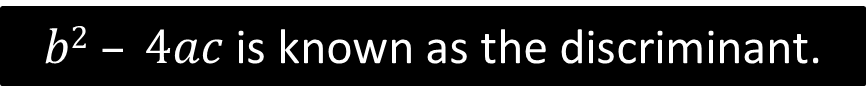 b² – 4ac is known as the discriminant.